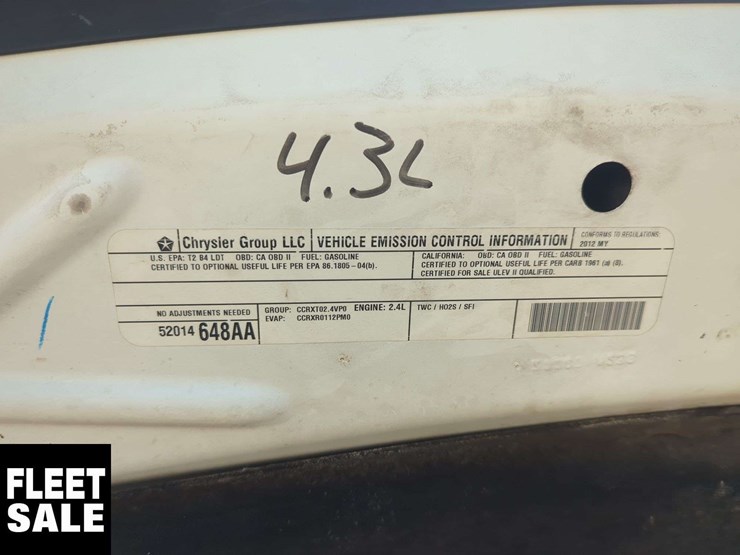 4.3L
Chrysler Group LLC VEHICLE EMISSION CONTROL INFORMATION
CONFORMS TO REGULATIONS:
2012 MY
U.S. EPA: T2 B4 LDT OBD: CA OBD II FUEL: GASOLINE
CERTIFIED TO OPTIONAL USEFUL LIFE PER EPA 86.1805-04(b).
CALIFORNIA: OBD: CA OBD II FUEL: GASOLINE
CERTIFIED TO OPTIONAL USEFUL LIFE PER CARB 1961
CERTIFIED FOR SALE ULEV II QUALIFIED.
NO ADJUSTMENTS NEEDED
52014 648AA
GROUP: CCRXT02.4VP0 ENGINE: 2.4L
EVAP: CCRXR0112PM0
TWC / HO2S / SFI
FLEET
SALE